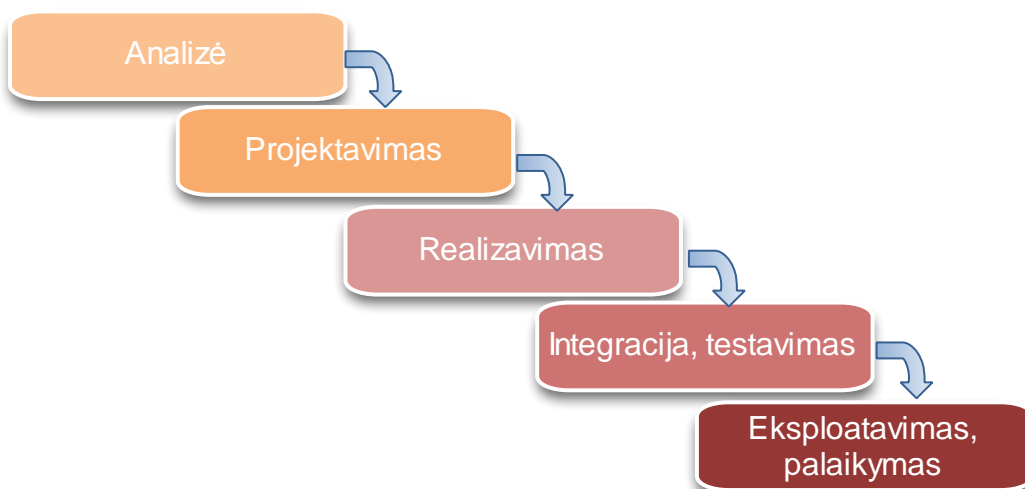 Analizė
Projektavimas
Realizavimas
Integracija, testavimas
Eksploatavimas,
palaikymas